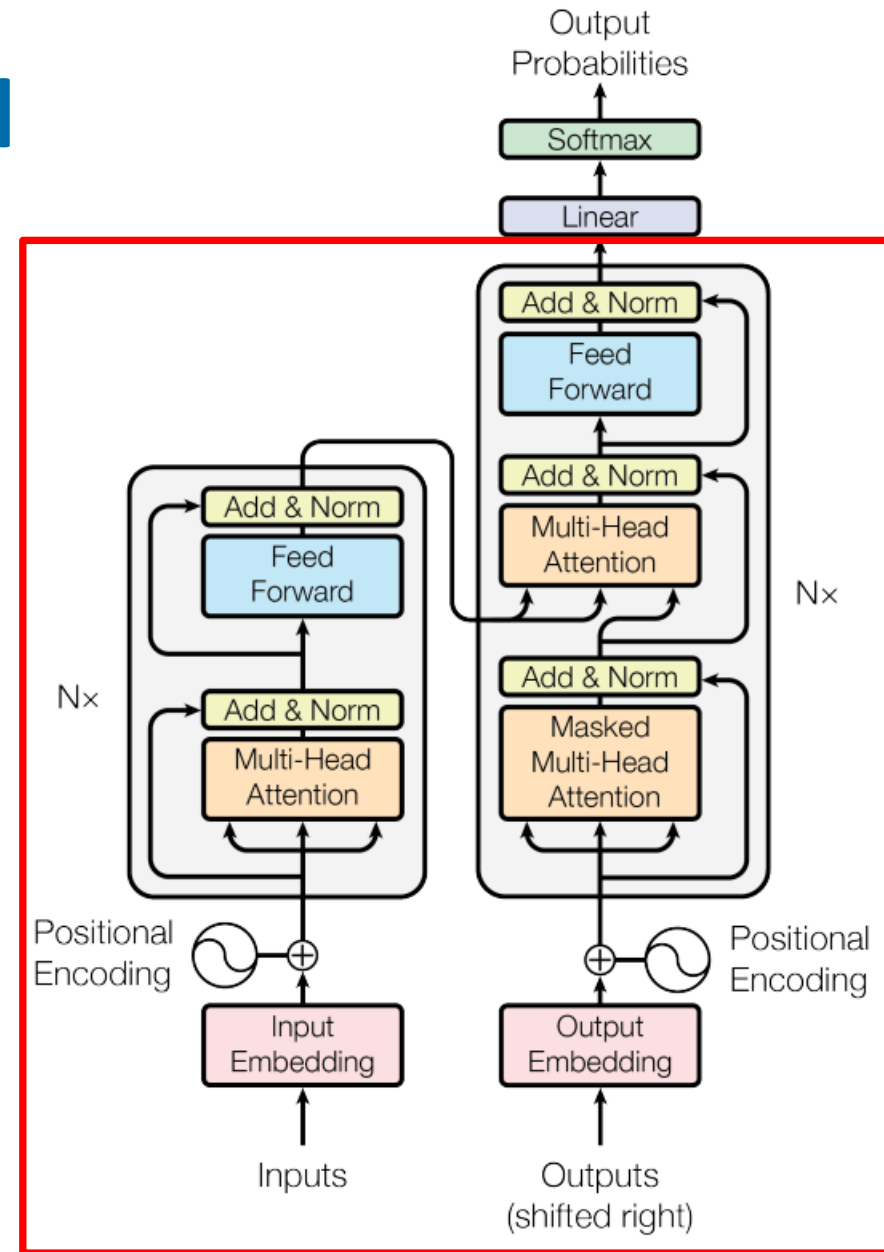 Output
Probabilities
Softmax
Linear
Add & Norm
Feed
Forward
Add & Norm
Multi-Head
Attention
Nx
Add & Norm
Masked
Multi-Head
Attention
Add & Norm
Feed
Forward
Nx
Add & Norm
Multi-Head
Attention
Positional
Encoding
Positional
Encoding
Input
Embedding
Output
Embedding
Inputs
Outputs
(shifted right)